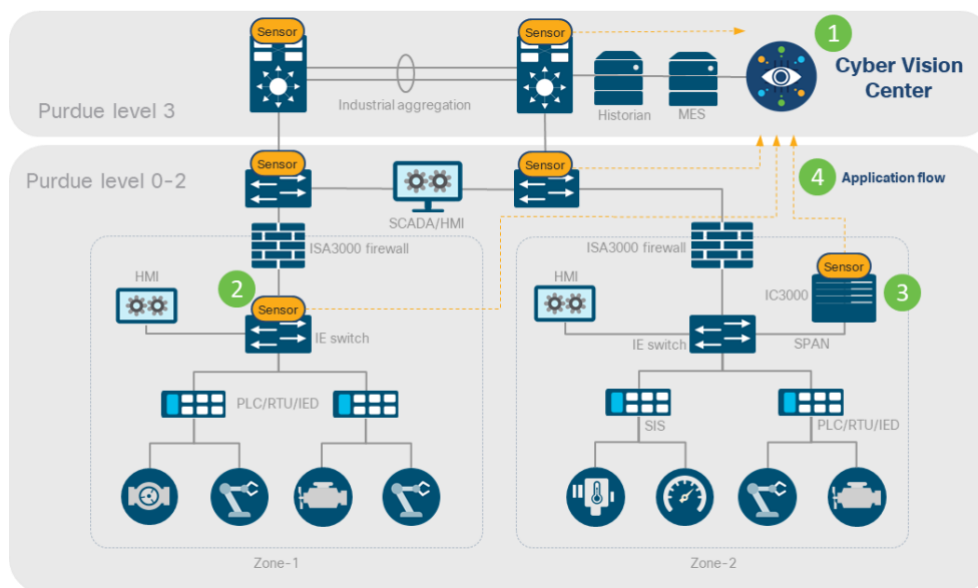 Sensor
Sensor
1
Cyber Vision
Center
Industrial aggregation
Historian
MES
Purdue level 3
Purdue level 0-2
Sensor
Sensor
4
Application flow
SCADA/HMI
ISA3000 firewall
ISA3000 firewall
HMI
2
Sensor
IE switch
HMI
Sensor
IC3000
3
IE switch
SPAN
PLC/RTU/IED
SIS
PLC/RTU/IED
Zone-1
Zone-2